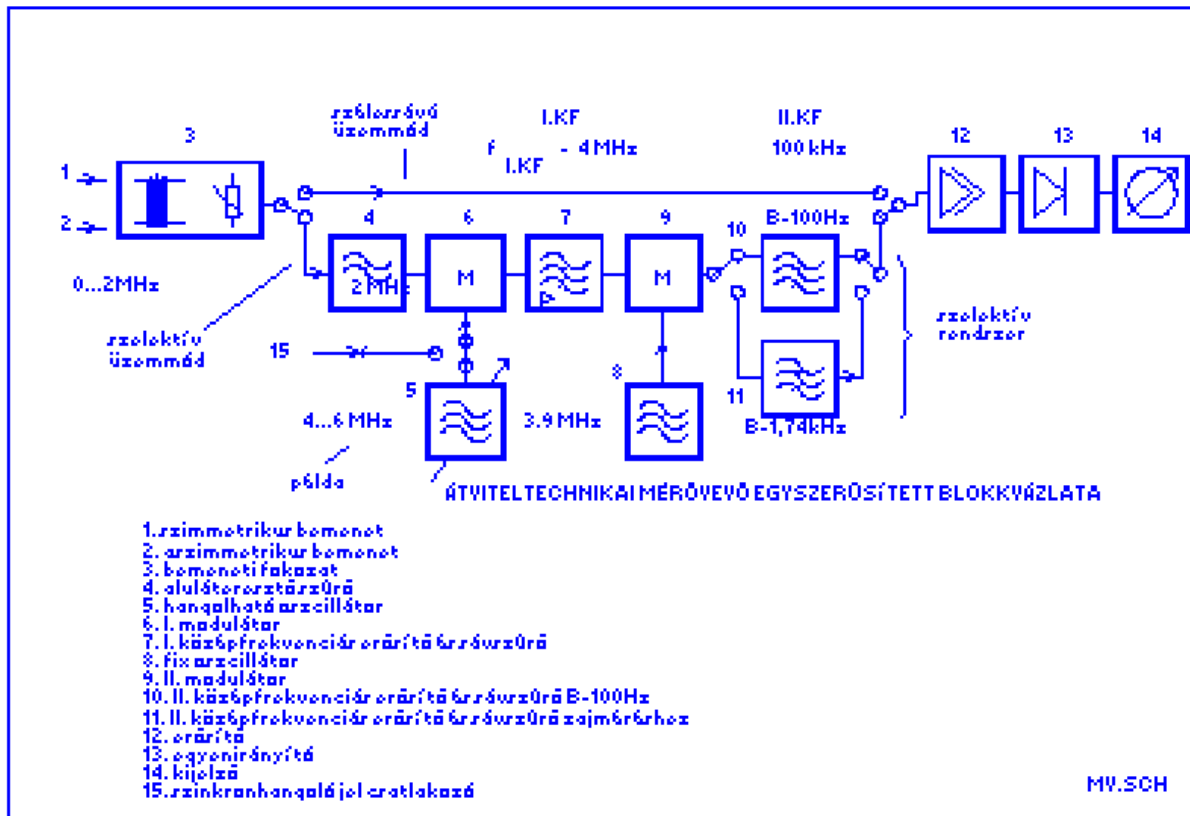 szélessávú
üzemmód
I.KF
f I.KF - 4 MHz
II.KF
100 kHz
3
12
13
14
1
2
4
6
7
9
10
B-100Hz
0...2MHz
2 MHz
M
M
szelektív
üzemmód
szelektív
rendszer
15
5
8
11
4...6 MHz
3.9 MHz
B-1,74kHz
példa
ÁTVITELTECHNIKAI MÉRŐVEVŐ EGYSZERŰSÍTETT BLOKKVÁZLATA
1. szimmetrikus bemenet
2. aszimmetrikus bemenet
3. bemeneti fokozat
4. aluláteresztő szűrő
5. hangolható oszcillátor
6. I. modulátor
7. I. középfrekvenciás erősítő és sávszűrő
8. fix oszcillátor
9. II. modulátor
10. II. középfrekvenciás erősítő és sávszűrő B-100Hz
11. II. középfrekvenciás erősítő és sávszűrő zajméréshez
12. erősítő
13. egyenirányító
14. kijelző
15. szinkronhangoló jel csatlakozó
MV.SCH